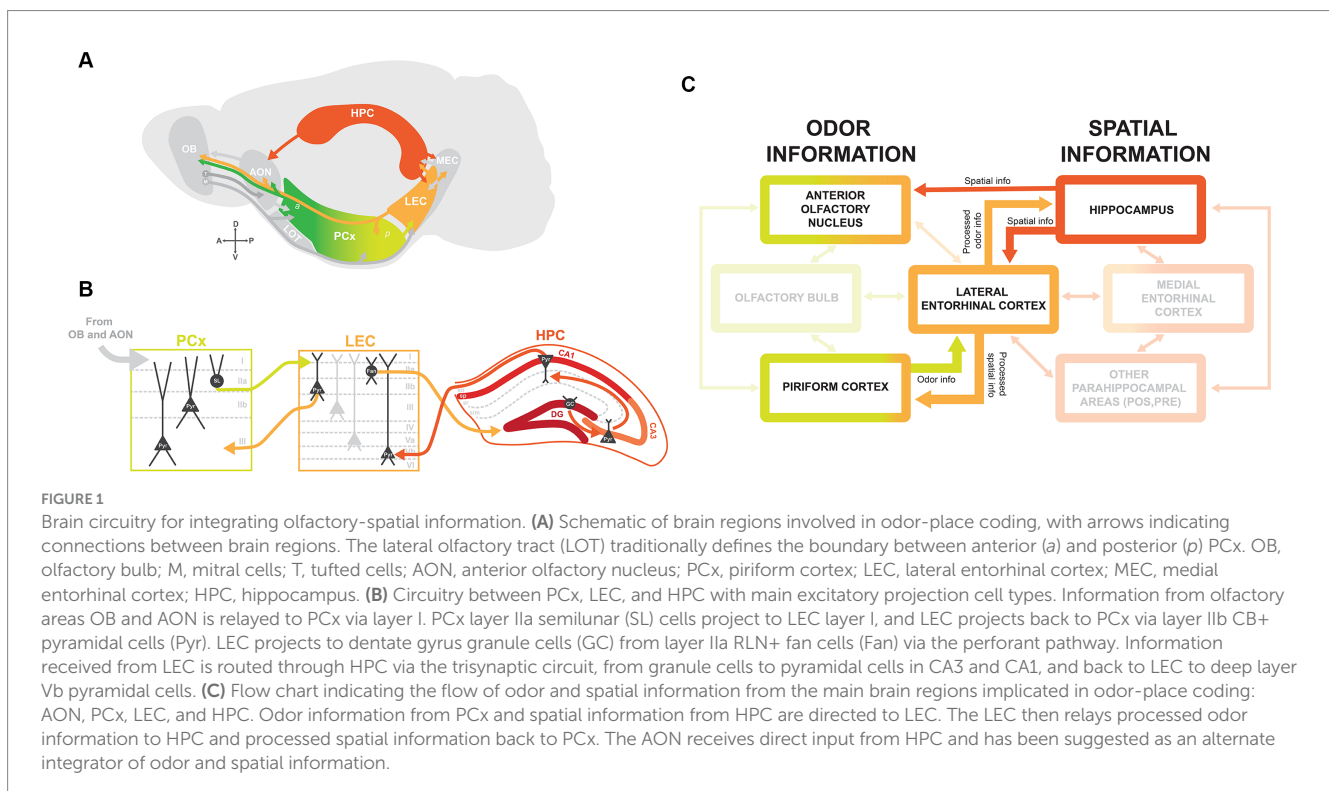 A
HPC
OB
AON
MEC
T
M
a
LEC
LOT
PCx
p
D
A
P
V
B
From
OB and AON
PCx
LEC
HPC
I
IIa
IIb
III
SL
Pyr
Pyr
Fan
Pyr
Pyr
IIa
IIb
III
IV
Va
VI
Pyr
CA1
GC
DG
Pyr
CA3
C
ODOR
INFORMATION
SPATIAL
INFORMATION
ANTERIOR
OLFACTORY
NUCLEUS
Spatial info
HIPPOCAMPUS
Processed
odor info
Spatial info
OLFACTORY BULB
LATERAL
ENTORHINAL CORTEX
MEDIAL
ENTORHINAL
CORTEX
PIRIFORM CORTEX
Odor info
Processed
spatial info
OTHER
PARAHIPPOCAMPAL
AREAS (POS,PRE)
FIGURE 1
Brain circuitry for integrating olfactory-spatial information. (A) Schematic of brain regions involved in odor-place coding, with arrows indicating
connections between brain regions. The lateral olfactory tract (LOT) traditionally defines the boundary between anterior (a) and posterior (p) PCx. OB,
olfactory bulb; M, mitral cells; T, tufted cells; AON, anterior olfactory nucleus; PCx, piriform cortex; LEC, lateral entorhinal cortex; MEC, medial
entorhinal cortex; HPC, hippocampus. (B) Circuitry between PCx, LEC, and HPC with main excitatory projection cell types. Information from olfactory
areas OB and AON is relayed to PCx via layer I. PCx layer IIa semilunar (SL) cells project to LEC layer I, and LEC projects back to PCx via layer IIb CB+
pyramidal cells (Pyr). LEC projects to dentate gyrus granule cells (GC) from layer IIa RLN+ fan cells (Fan) via the perforant pathway. Information
received from LEC is routed through HPC via the trisynaptic circuit, from granule cells to pyramidal cells in CA3 and CA1, and back to LEC to deep layer
Vb pyramidal cells. (C) Flow chart indicating the flow of odor and spatial information from the main brain regions implicated in odor-place coding:
AON, PCx, LEC, and HPC. Odor information from PCx and spatial information from HPC are directed to LEC. The LEC then relays processed odor
information to HPC and processed spatial information back to PCx. The AON receives direct input from HPC and has been suggested as an alternate
integrator of odor and spatial information.